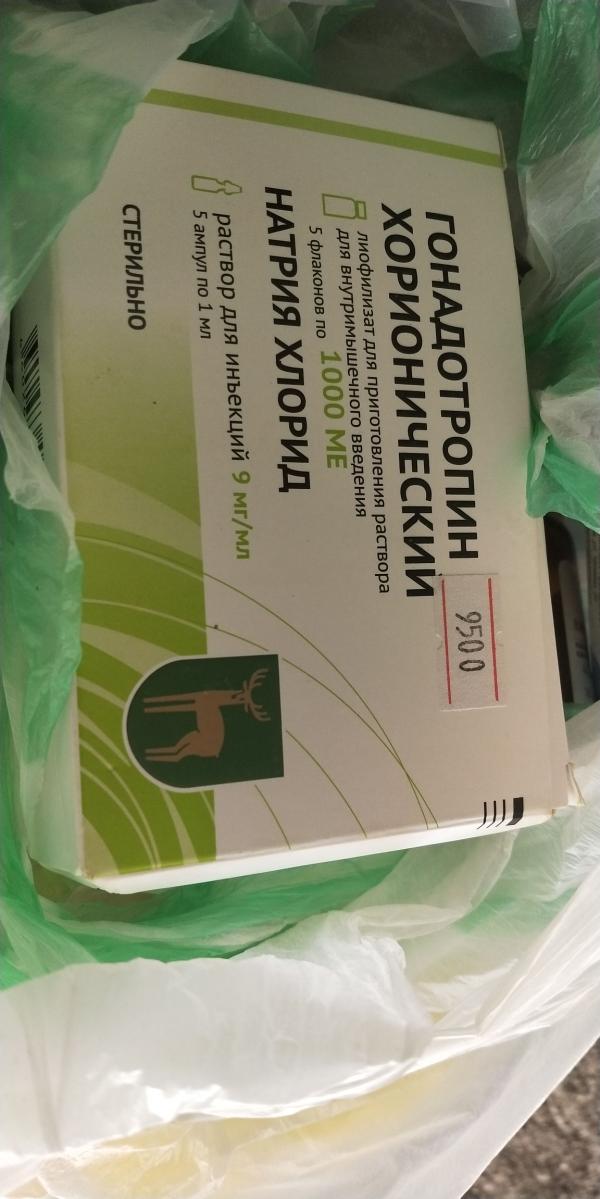 ГОНАДОТРОПИН
ХОРИОНИЧЕСКИЙ
лиофилизат для приготовления раствора
для внутримышечного введения
5 флаконов по 1000 МЕ
НАТРИЯ ХЛОРИД
раствор для инъекций 9 мг/мл
5 ампул по 1 мл
СТЕРИЛЬНО
9500